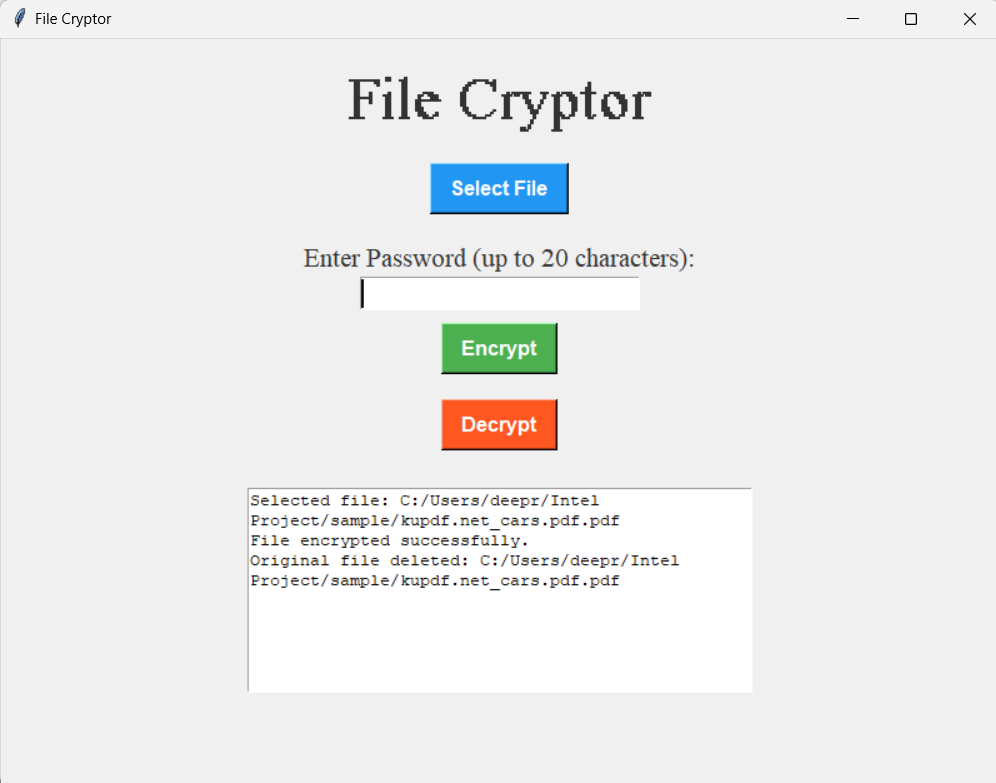 File Cryptor
File Cryptor
Select File
Enter Password (up to 20 characters):
Encrypt
Decrypt
Selected file: C:/Users/deepr/Intel
Project/sample/kupdf.net_cars.pdf.pdf
File encrypted successfully.
Original file deleted: C:/Users/deepr/Intel
Project/sample/kupdf.net_cars.pdf.pdf